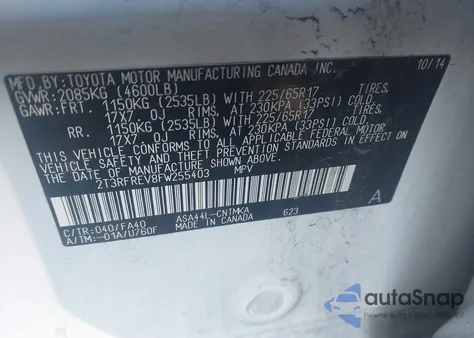 MFD.BY: TOYOTA MOTOR MANUFACTURING CANADA INC. 10/14
GVWR: 2085KG (4600LB)
GAWR: FRT. 1150KG (2535LB) WITH 225/65R17 TIRES,
17X7 OJ RIMS, AT 230KPA (33PSI) COLD.
RR. 1150KG (2535LB) WITH 225/65R17 TIRES,
17X7 OJ RIMS, AT 230KPA (33PSI) COLD.
THIS VEHICLE CONFORMS TO ALL APPLICABLE FEDERAL MOTOR
VEHICLE SAFETY, BUMPER, AND THEFT PREVENTION STANDARDS IN
EFFECT ON THE DATE OF MANUFACTURE SHOWN ABOVE.
2T3RFREV8FW255403 MPV
A
C/TR: 040/FA40 ASA44L-CNTMKA 623
A/TM: -01A/U760F MADE IN CANADA
autoSnap